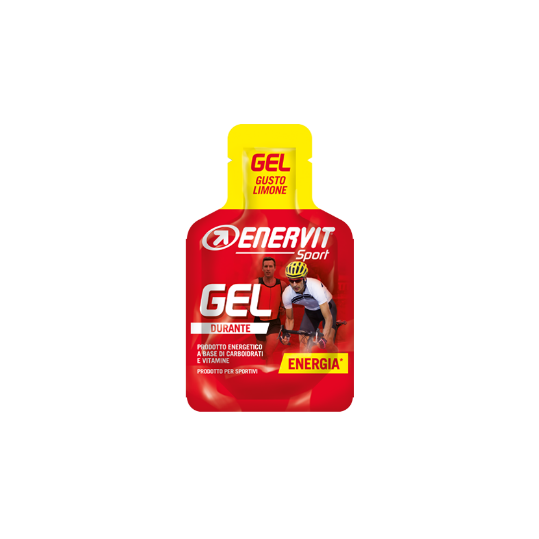 GEL
GUSTO
LIMONE
ENERVIT
Sport
GEL
DURANTE
PRODOTTO ENERGETICO
A BASE DI CARBOIDRATI
E VITAMINE
PRODOTTO PER SPORTIVI
ENERGIA*